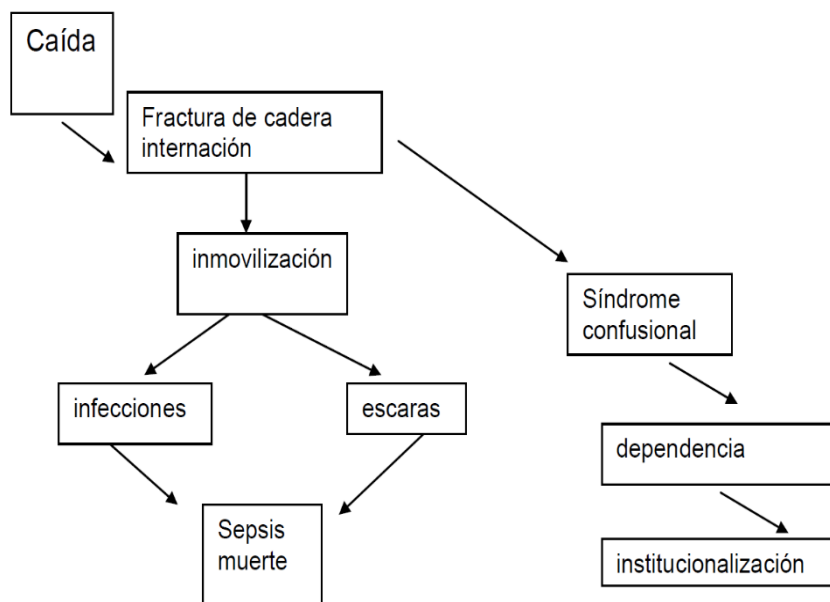 Caída
Fractura de cadera
internación
inmovilización
Síndrome
confusional
infecciones
escaras
dependencia
Sepsis
muerte
institucionalización